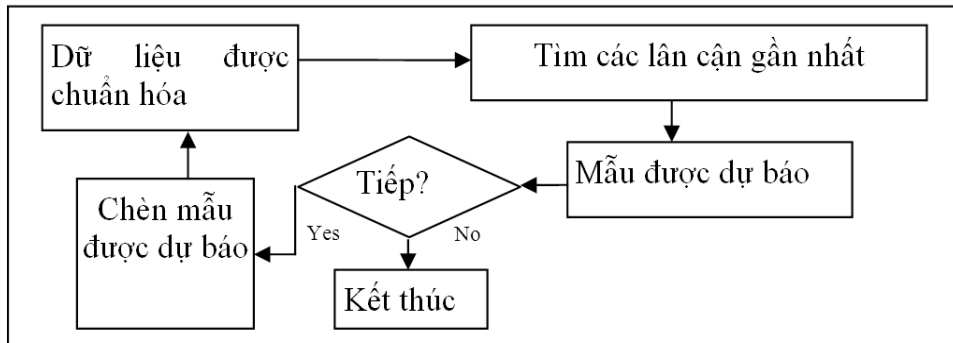 Dữ liệu được
chuẩn hóa
Tìm các lân cận gần nhất
Mẫu được dự báo
Tiếp?
Yes
No
Chèn mẫu
được dự báo
Kết thúc